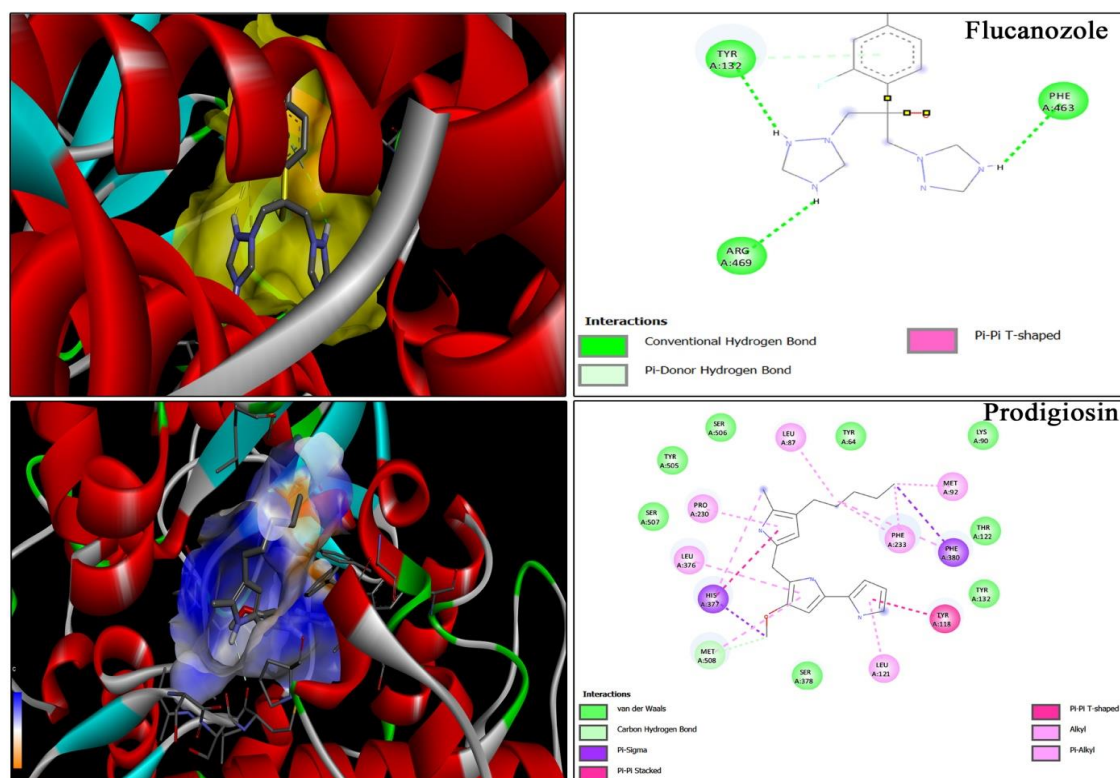 Flucanozole
TYR
A:132
PHE
A:463
ARG
A:469
H
N
N
N
H
N
N
N
H
Interactions
Conventional Hydrogen Bond
Pi-Donor Hydrogen Bond
Pi-Pi T-shaped
Prodigiosin
SER
A:506
LEU
A:87
TYR
A:64
LYS
A:90
TYR
A:505
MET
A:92
PRO
A:230
SER
A:507
PHE
A:233
PHE
A:380
THR
A:122
LEU
A:376
HIS
A:377
TYR
A:132
TYR
A:118
MET
A:508
SER
A:378
LEU
A:121
Interactions
van der Waals
Carbon Hydrogen Bond
Pi-Sigma
Pi-Pi Stacked
Pi-Pi T-shaped
Alkyl
Pi-Alkyl